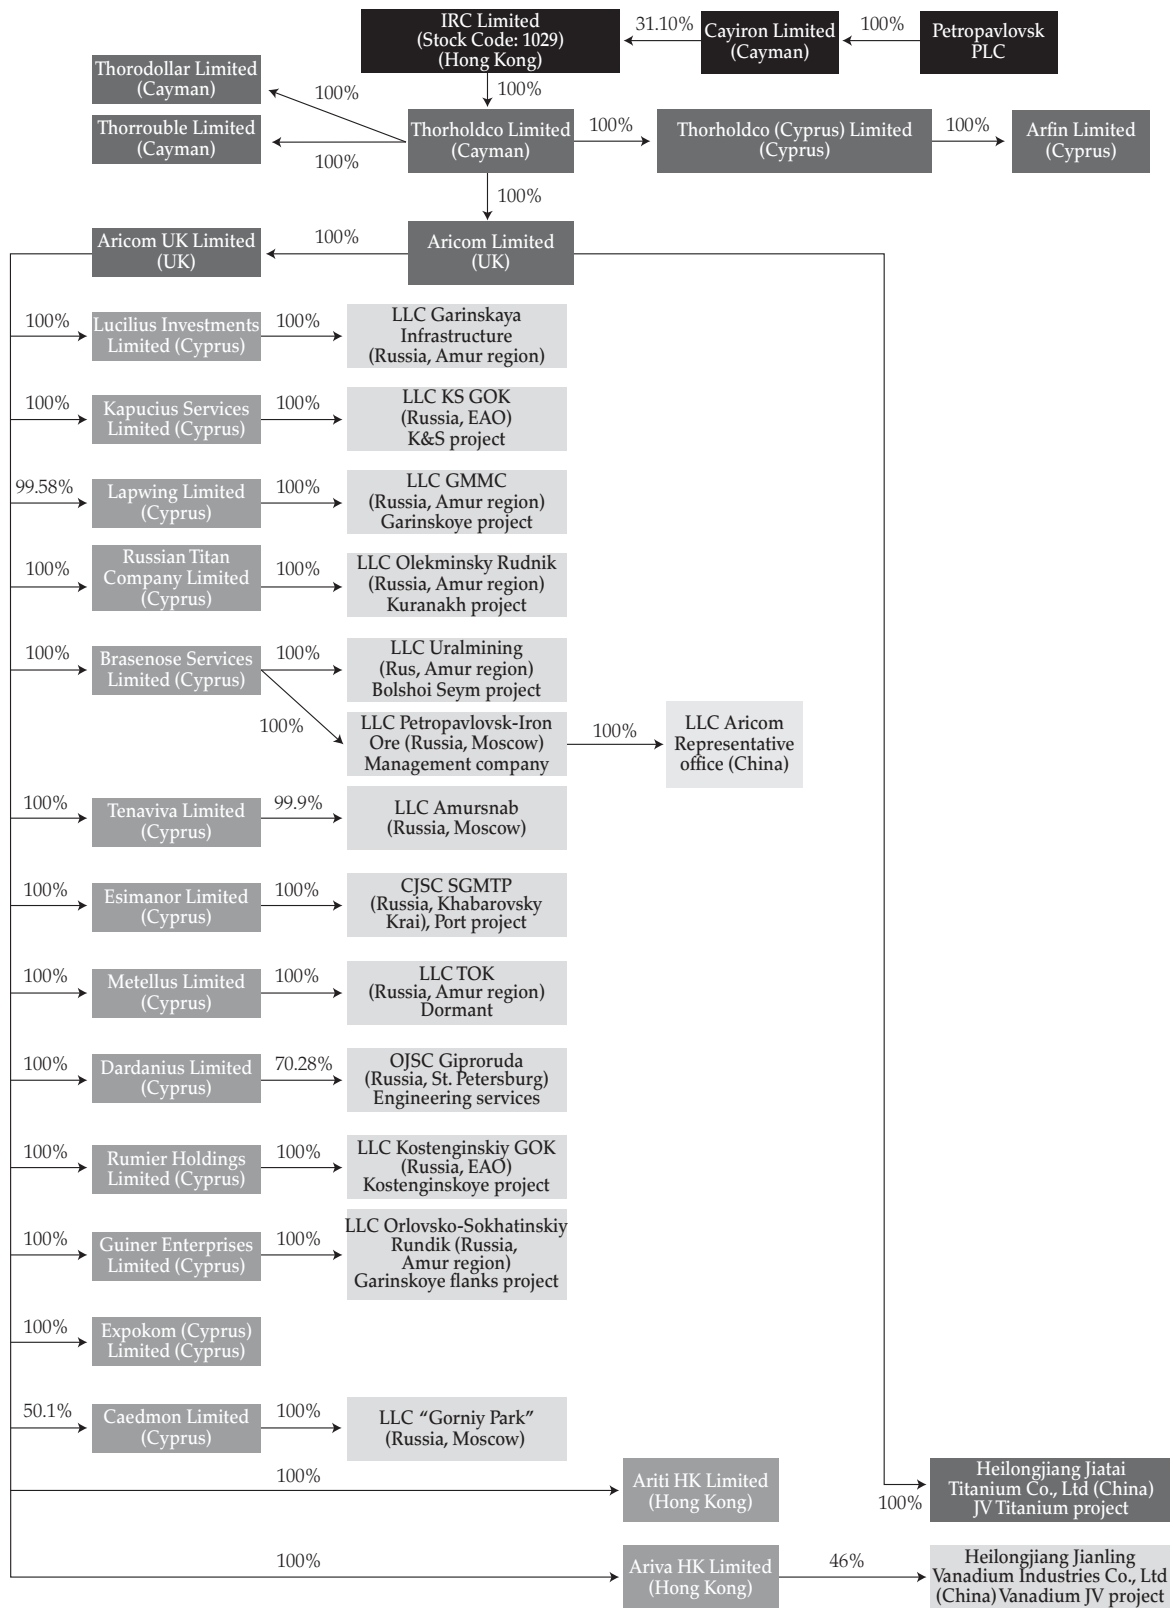 IRC Limited
(Stock Code: 1029)
(Hong Kong)
31.10%
Cayiron Limited
(Cayman)
100%
Petropavlovsk
PLC
Thorodollar Limited
(Cayman)
100%
100%
Thorrouble Limited
(Cayman)
100%
Thorholdco Limited
(Cayman)
100%
Thorholdco (Cyprus) Limited
(Cyprus)
100%
Arfin Limited
(Cyprus)
100%
Aricom UK Limited
(UK)
100%
Aricom Limited
(UK)
100%
Lucilius Investments
Limited (Cyprus)
100%
LLC Garinskaya
Infrastructure
(Russia, Amur region)
100%
Kapucius Services
Limited (Cyprus)
100%
LLC KS GOK
(Russia, EAO)
K&S project
99.58%
Lapwing Limited
(Cyprus)
100%
LLC GMMC
(Russia, Amur region)
Garinskoye project
100%
Russian Titan
Company Limited
(Cyprus)
100%
LLC Olekminsky Rudnik
(Russia, Amur region)
Kuranakh project
100%
Brasenose Services
Limited (Cyprus)
100%
LLC Uralmining
(Rus, Amur region)
Bolshoi Seym project
100%
LLC Petropavlovsk-Iron
Ore (Russia, Moscow)
Management company
100%
LLC Aricom
Representative
office (China)
100%
Tenaviva Limited
(Cyprus)
99.9%
LLC Amursnab
(Russia, Moscow)
100%
Esimanor Limited
(Cyprus)
100%
CJSC SGMTP
(Russia, Khabarovsky
Krai), Port project
100%
Metellus Limited
(Cyprus)
100%
LLC TOK
(Russia, Amur region)
Dormant
100%
Dardanius Limited
(Cyprus)
70.28%
OJSC Giproruda
(Russia, St. Petersburg)
Engineering services
100%
Rumier Holdings
Limited (Cyprus)
100%
LLC Kostenginskiy GOK
(Russia, EAO)
Kostenginskoye project
100%
Guiner Enterprises
Limited (Cyprus)
100%
LLC Orlovsko-Sokhatinskiy
Rundik (Russia,
Amur region)
Garinskoye flanks project
100%
Expokom (Cyprus)
Limited (Cyprus)
50.1%
Caedmon Limited
(Cyprus)
100%
LLC “Gorniy Park”
(Russia, Moscow)
100%
Ariti HK Limited
(Hong Kong)
100%
Heilongjiang Jiatai
Titanium Co., Ltd (China)
JV Titanium project
100%
Ariva HK Limited
(Hong Kong)
46%
Heilongjiang Jianling
Vanadium Industries Co., Ltd
(China) Vanadium JV project